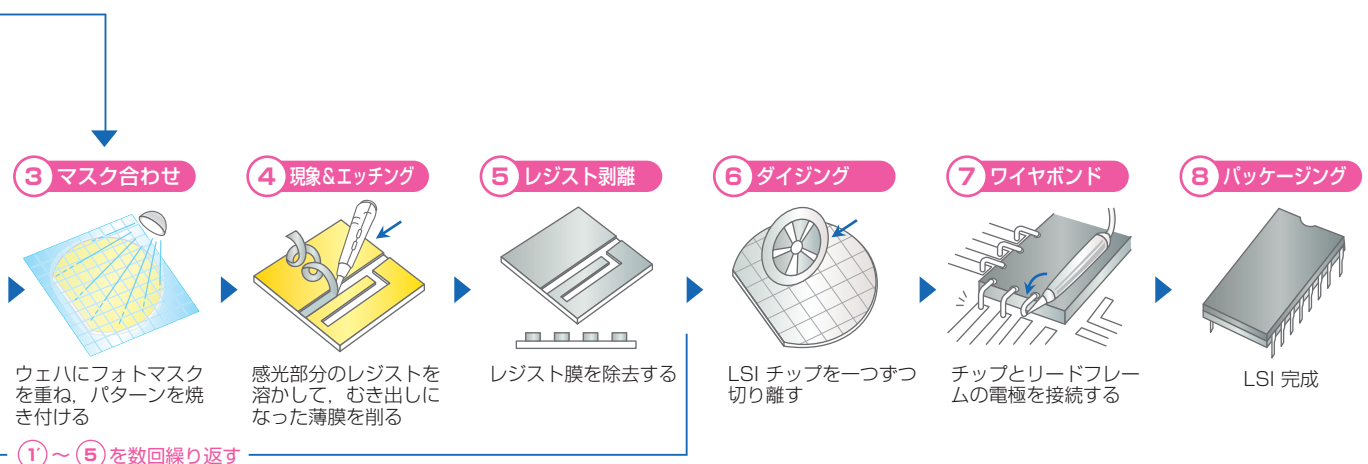 ③ マスク合わせ
ウェハにフォトマスク
を重ね，パターンを焼
き付ける
④ 現象&エッチング
感光部分のレジストを
溶かして，むき出しに
なった薄膜を削る
⑤ レジスト剥離
レジスト膜を除去する
⑥ ダイジング
LSI チップを一つずつ
切り離す
⑦ ワイヤボンド
チップとリードフレー
ムの電極を接続する
⑧ パッケージング
LSI 完成
①′～⑤を数回繰り返す